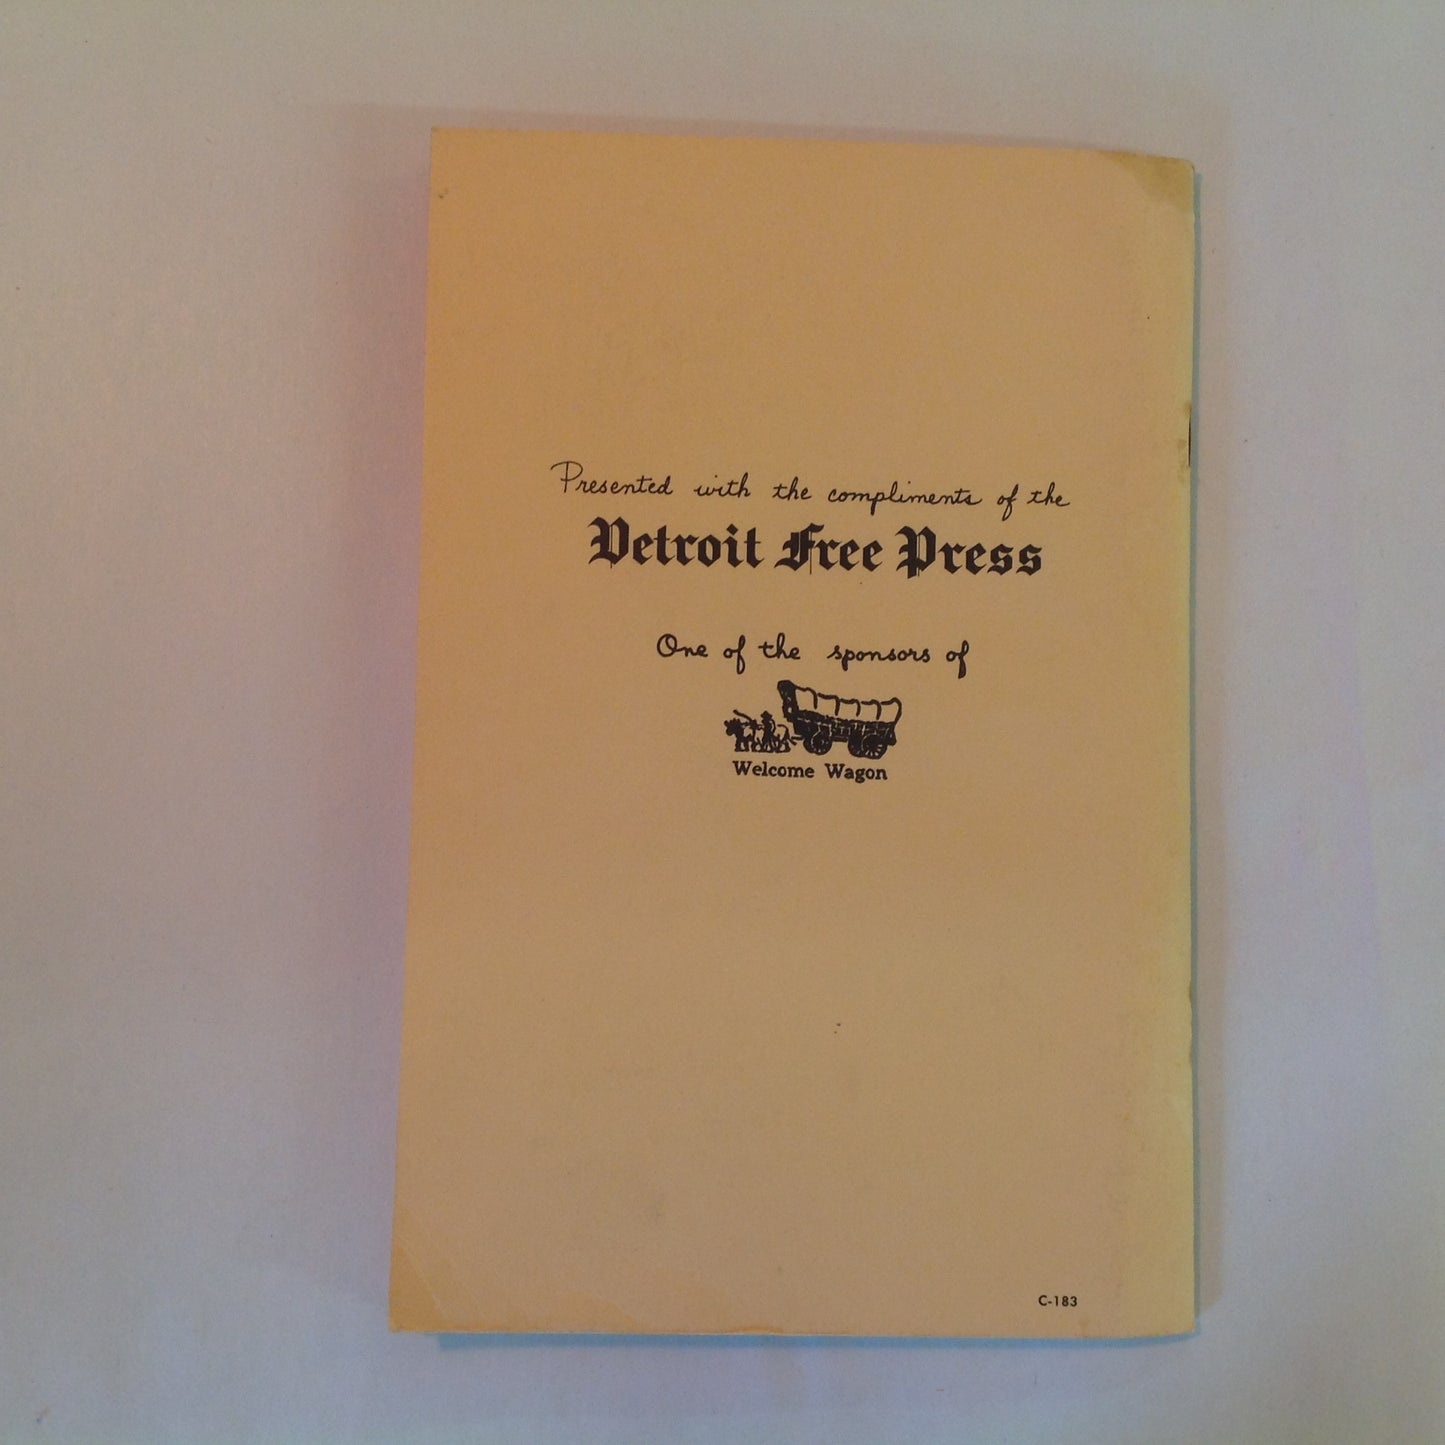 Presented with the compliments of the
Detroit Free Press
One of the sponsors of
Welcome Wagon
C-183